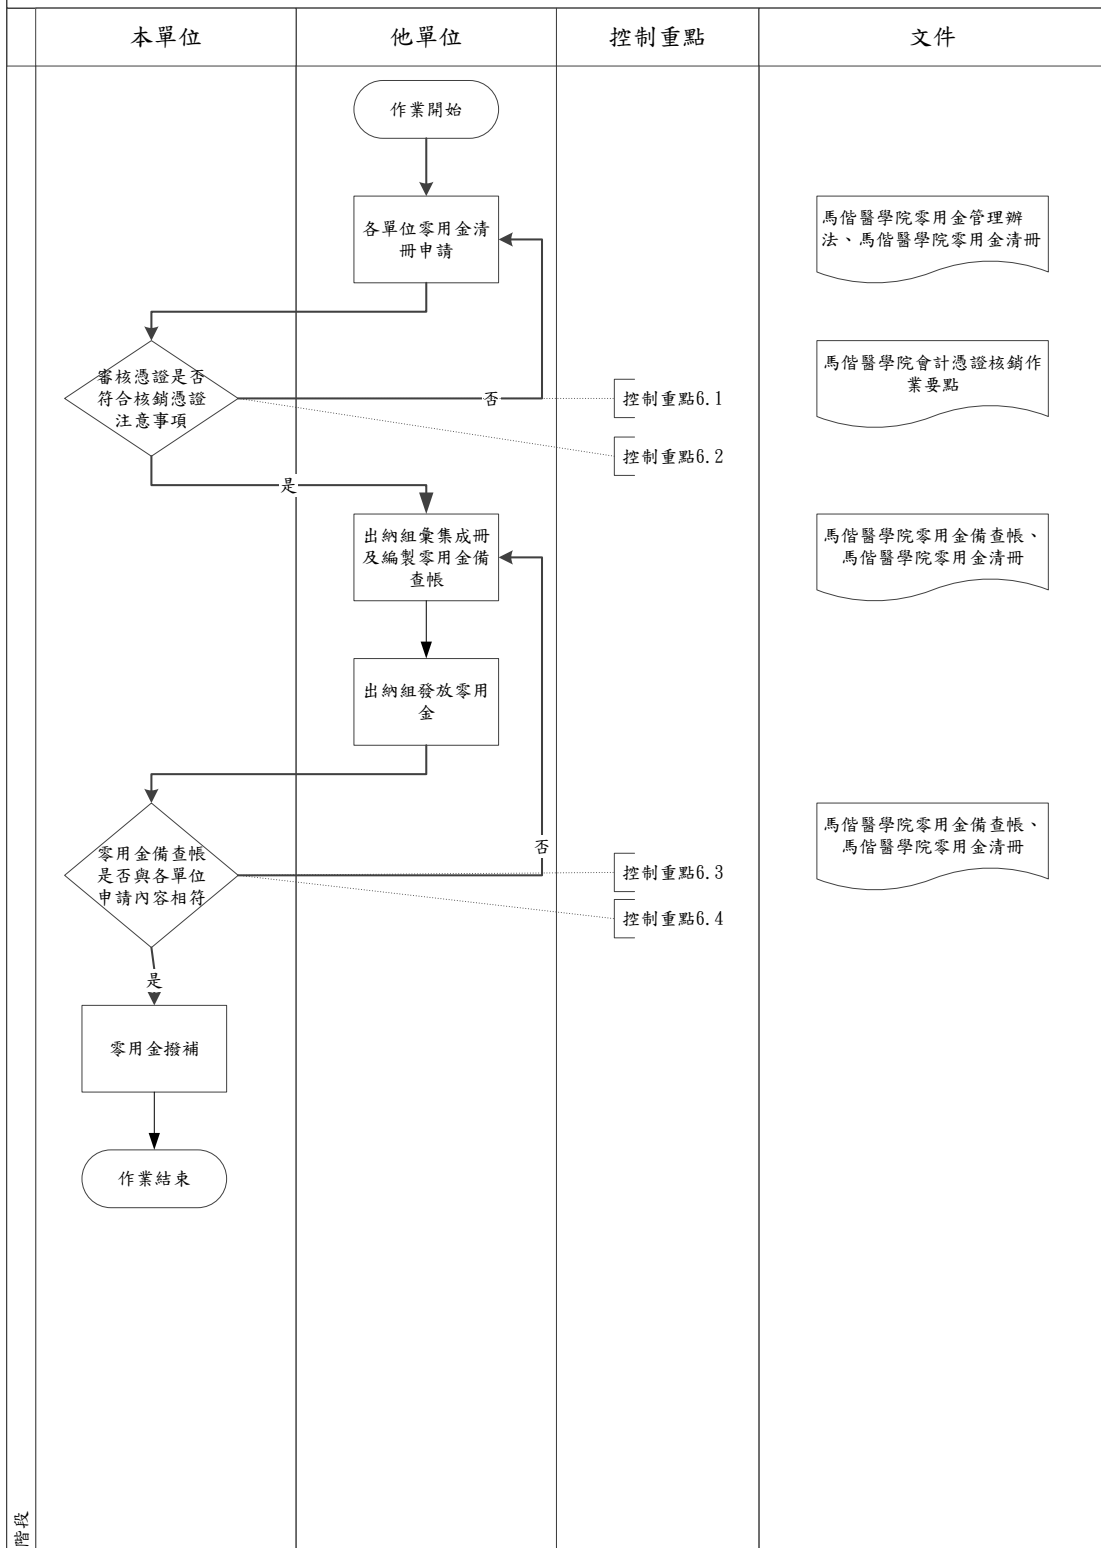 本單位
他單位
控制重點
文件
作業開始
各單位零用金清
冊申請
馬偕醫學院零用金管理辦
法、馬偕醫學院零用金清冊
審核憑證是否
符合核銷憑證
注意事項
否
控制重點6.1
馬偕醫學院會計憑證核銷作
業要點
控制重點6.2
是
出納組彙集成冊
及編製零用金備
查帳
馬偕醫學院零用金備查帳、
馬偕醫學院零用金清冊
出納組發放零用
金
零用金備查帳
是否與各單位
申請內容相符
否
控制重點6.3
馬偕醫學院零用金備查帳、
馬偕醫學院零用金清冊
控制重點6.4
是
零用金撥補
作業結束
階段